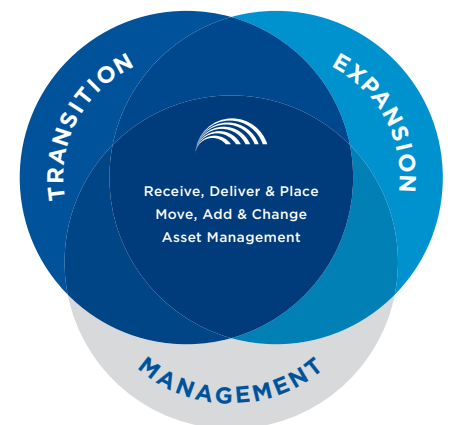 TRANSITION
EXPANSION
Receive, Deliver & Place
Move, Add & Change
Asset Management
MANAGEMENT